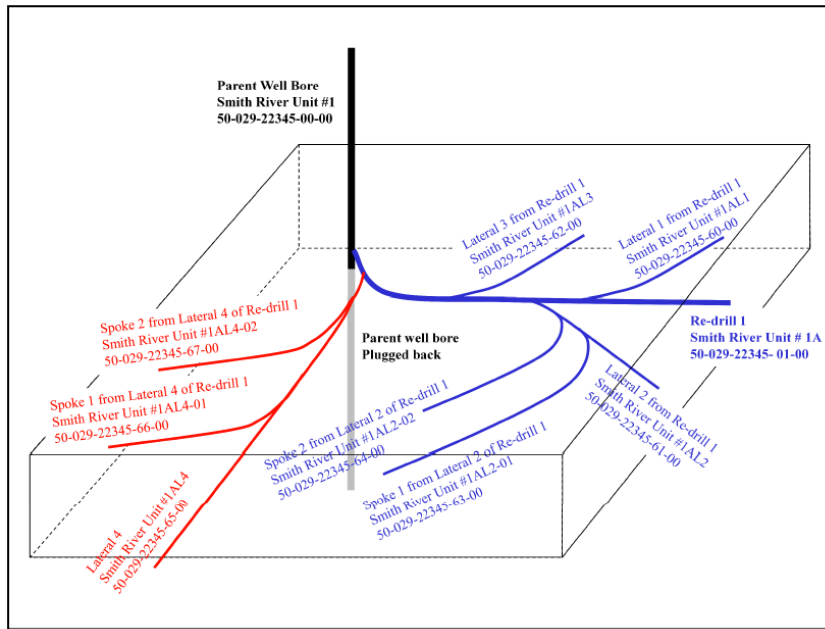 Parent Well Bore
Smith River Unit #1
50-029-22345-00-00
Lateral 3 from Re-drill 1
Smith River Unit #1AL3
50-029-22345-62-00
Lateral 1 from Re-drill 1
Smith River Unit #1AL1
50-029-22345-60-00
Spoke 2 from Lateral 4 of Re-drill 1
Smith River Unit #1AL4-02
50-029-22345-67-00
Parent well bore
Plugged back
Re-drill 1
Smith River Unit # 1A
50-029-22345- 01-00
Spoke 1 from Lateral 4 of Re-drill 1
Smith River Unit #1AL4-01
50-029-22345-66-00
Spoke 2 from Lateral 2 of Re-drill 1
Smith River Unit #1AL2-02
50-029-22345-64-00
Lateral 2 from Re-drill 1
Smith River Unit #1AL2
50-029-22345-61-00
Spoke 1 from Lateral 2 of Re-drill 1
Smith River Unit #1AL2-01
50-029-22345-63-00
Lateral 4
Smith River Unit #1AL4
50-029-22345-65-00